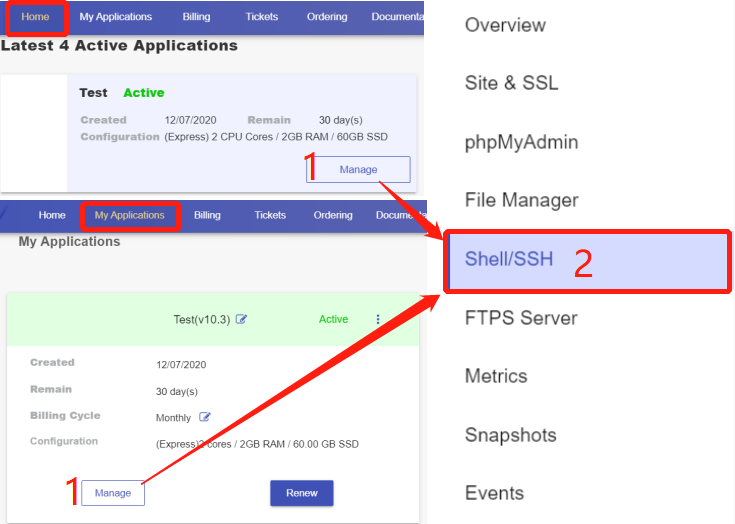 Home My Applications Billing Tickets Ordering Documenta
Latest 4 Active Applications
Test Active
Created 12/07/2020 Remain 30 day(s)
Configuration (Express) 2 CPU Cores / 2GB RAM / 60GB SSD
1 Manage
Home My Applications Billing Tickets Ordering Documenta
My Applications
Test(v10.3) Active
Created 12/07/2020
Remain 30 day(s)
Billing Cycle Monthly
Configuration (Express)2 cores / 2GB RAM / 60.00 GB SSD
1 Manage Renew
Overview
Site & SSL
phpMyAdmin
File Manager
Shell/SSH 2
FTPS Server
Metrics
Snapshots
Events